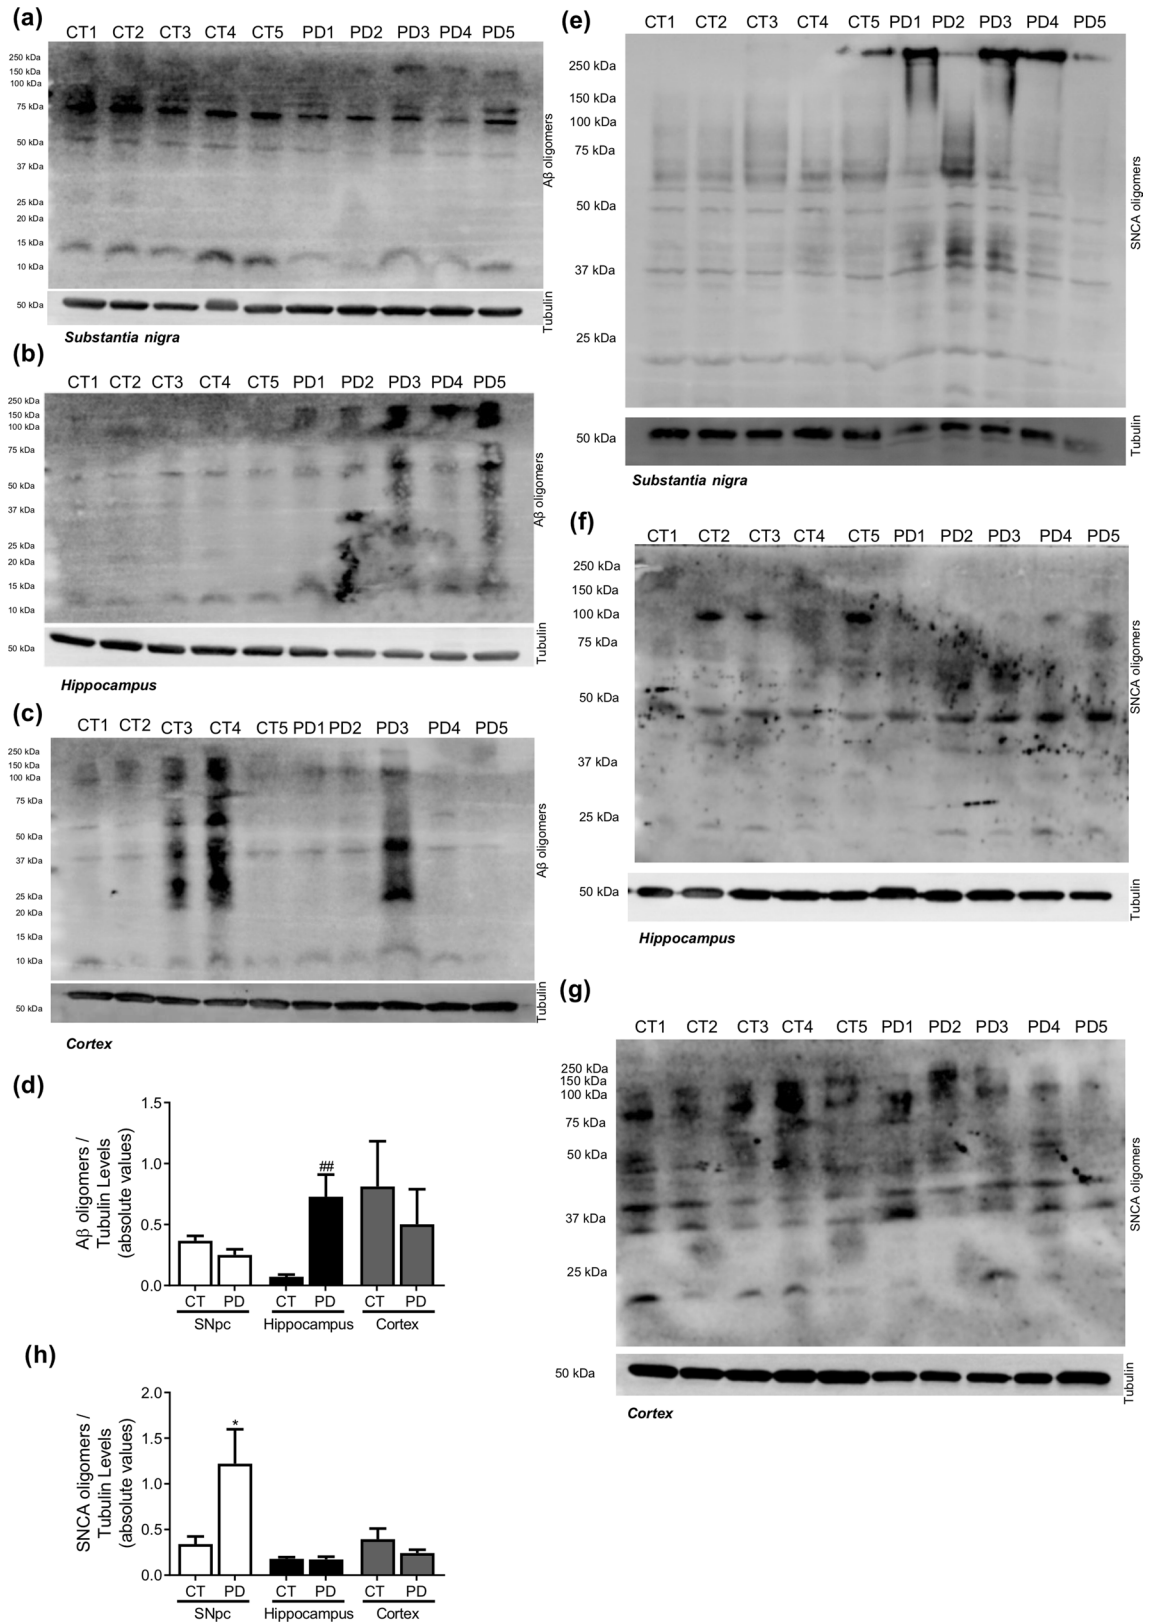 (a)
CT1 CT2 CT3 CT4 CT5 PD1 PD2 PD3 PD4 PD5
250 kDa
150 kDa
100 kDa
75 kDa
50 kDa
37 kDa
25 kDa
20 kDa
15 kDa
10 kDa
Aβ oligomers
50 kDa
Tubulin
Substantia nigra
(b)
CT1 CT2 CT3 CT4 CT5 PD1 PD2 PD3 PD4 PD5
250 kDa
150 kDa
100 kDa
75 kDa
50 kDa
37 kDa
25 kDa
20 kDa
15 kDa
10 kDa
Aβ oligomers
50 kDa
Tubulin
Hippocampus
(c)
CT1 CT2 CT3 CT4 CT5 PD1 PD2 PD3 PD4 PD5
250 kDa
150 kDa
100 kDa
75 kDa
50 kDa
37 kDa
25 kDa
20 kDa
15 kDa
10 kDa
Aβ oligomers
50 kDa
Tubulin
Cortex
(d)
Aβ oligomers /
Tubulin Levels
(absolute values)
1.5
1.0
0.5
0.0
##
CT PD CT PD CT PD
SNpc Hippocampus Cortex
(h)
SNCA oligomers /
Tubulin Levels
(absolute values)
2.0
1.5
1.0
0.5
0.0
*
CT PD CT PD CT PD
SNpc Hippocampus Cortex
(e)
CT1 CT2 CT3 CT4 CT5 PD1 PD2 PD3 PD4 PD5
250 kDa
150 kDa
100 kDa
75 kDa
50 kDa
37 kDa
25 kDa
SNCA oligomers
50 kDa
Tubulin
Substantia nigra
(f)
CT1 CT2 CT3 CT4 CT5 PD1 PD2 PD3 PD4 PD5
250 kDa
150 kDa
100 kDa
75 kDa
50 kDa
37 kDa
25 kDa
SNCA oligomers
50 kDa
Tubulin
Hippocampus
(g)
CT1 CT2 CT3 CT4 CT5 PD1 PD2 PD3 PD4 PD5
250 kDa
150 kDa
100 kDa
75 kDa
50 kDa
37 kDa
25 kDa
SNCA oligomers
50 kDa
Tubulin
Cortex